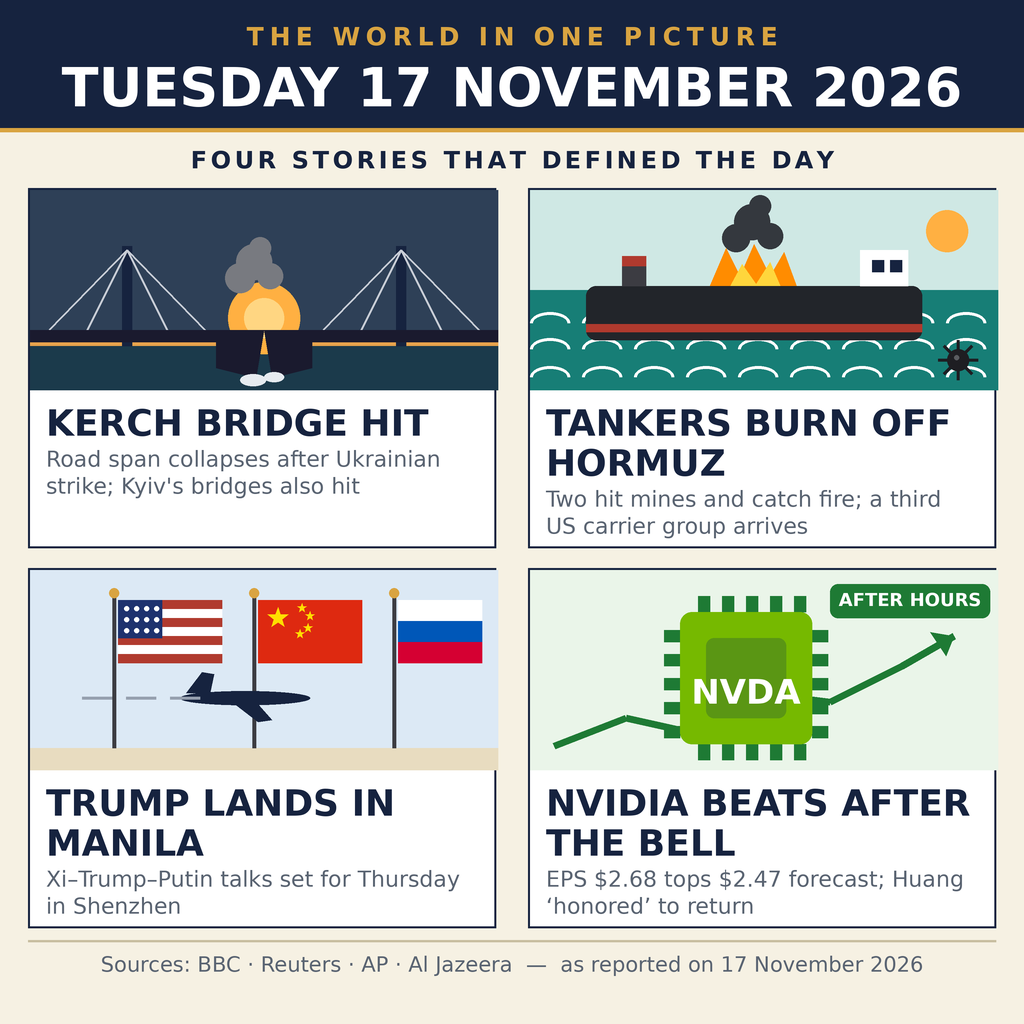 THE WORLD IN ONE PICTURE
TUESDAY 17 NOVEMBER 2026
FOUR STORIES THAT DEFINED THE DAY
KERCH BRIDGE HIT
Road span collapses after Ukrainian
strike; Kyiv's bridges also hit
TANKERS BURN OFF
HORMUZ
Two hit mines and catch fire; a third
US carrier group arrives
TRUMP LANDS IN
MANILA
Xi–Trump–Putin talks set for Thursday
in Shenzhen
AFTER HOURS
NVDA
NVIDIA BEATS AFTER
THE BELL
EPS $2.68 tops $2.47 forecast; Huang
‘honored’ to return
Sources: BBC · Reuters · AP · Al Jazeera — as reported on 17 November 2026